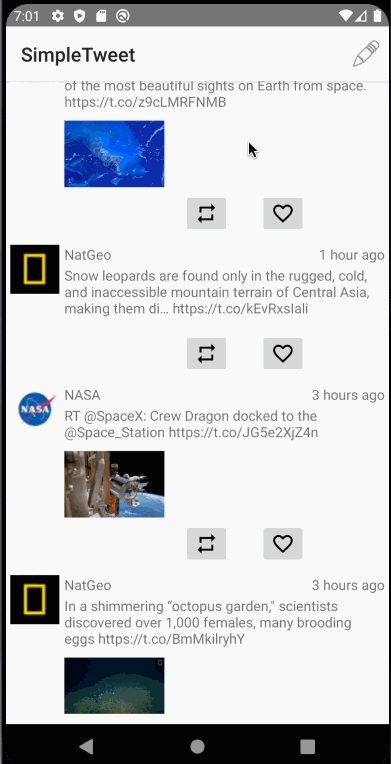 7:01
SimpleTweet
of the most beautiful sights on Earth from space.
https://t.co/z9cLMRFNMB
NatGeo 1 hour ago
Snow leopards are found only in the rugged, cold,
and inaccessible mountain terrain of Central Asia,
making them di… https://t.co/kEvRxsIali
NASA
NASA 3 hours ago
RT @SpaceX: Crew Dragon docked to the
@Space_Station https://t.co/JG5e2XjZ4n
NatGeo 3 hours ago
In a shimmering “octopus garden,” scientists
discovered over 1,000 females, many brooding
eggs https://t.co/BmMkilryhY